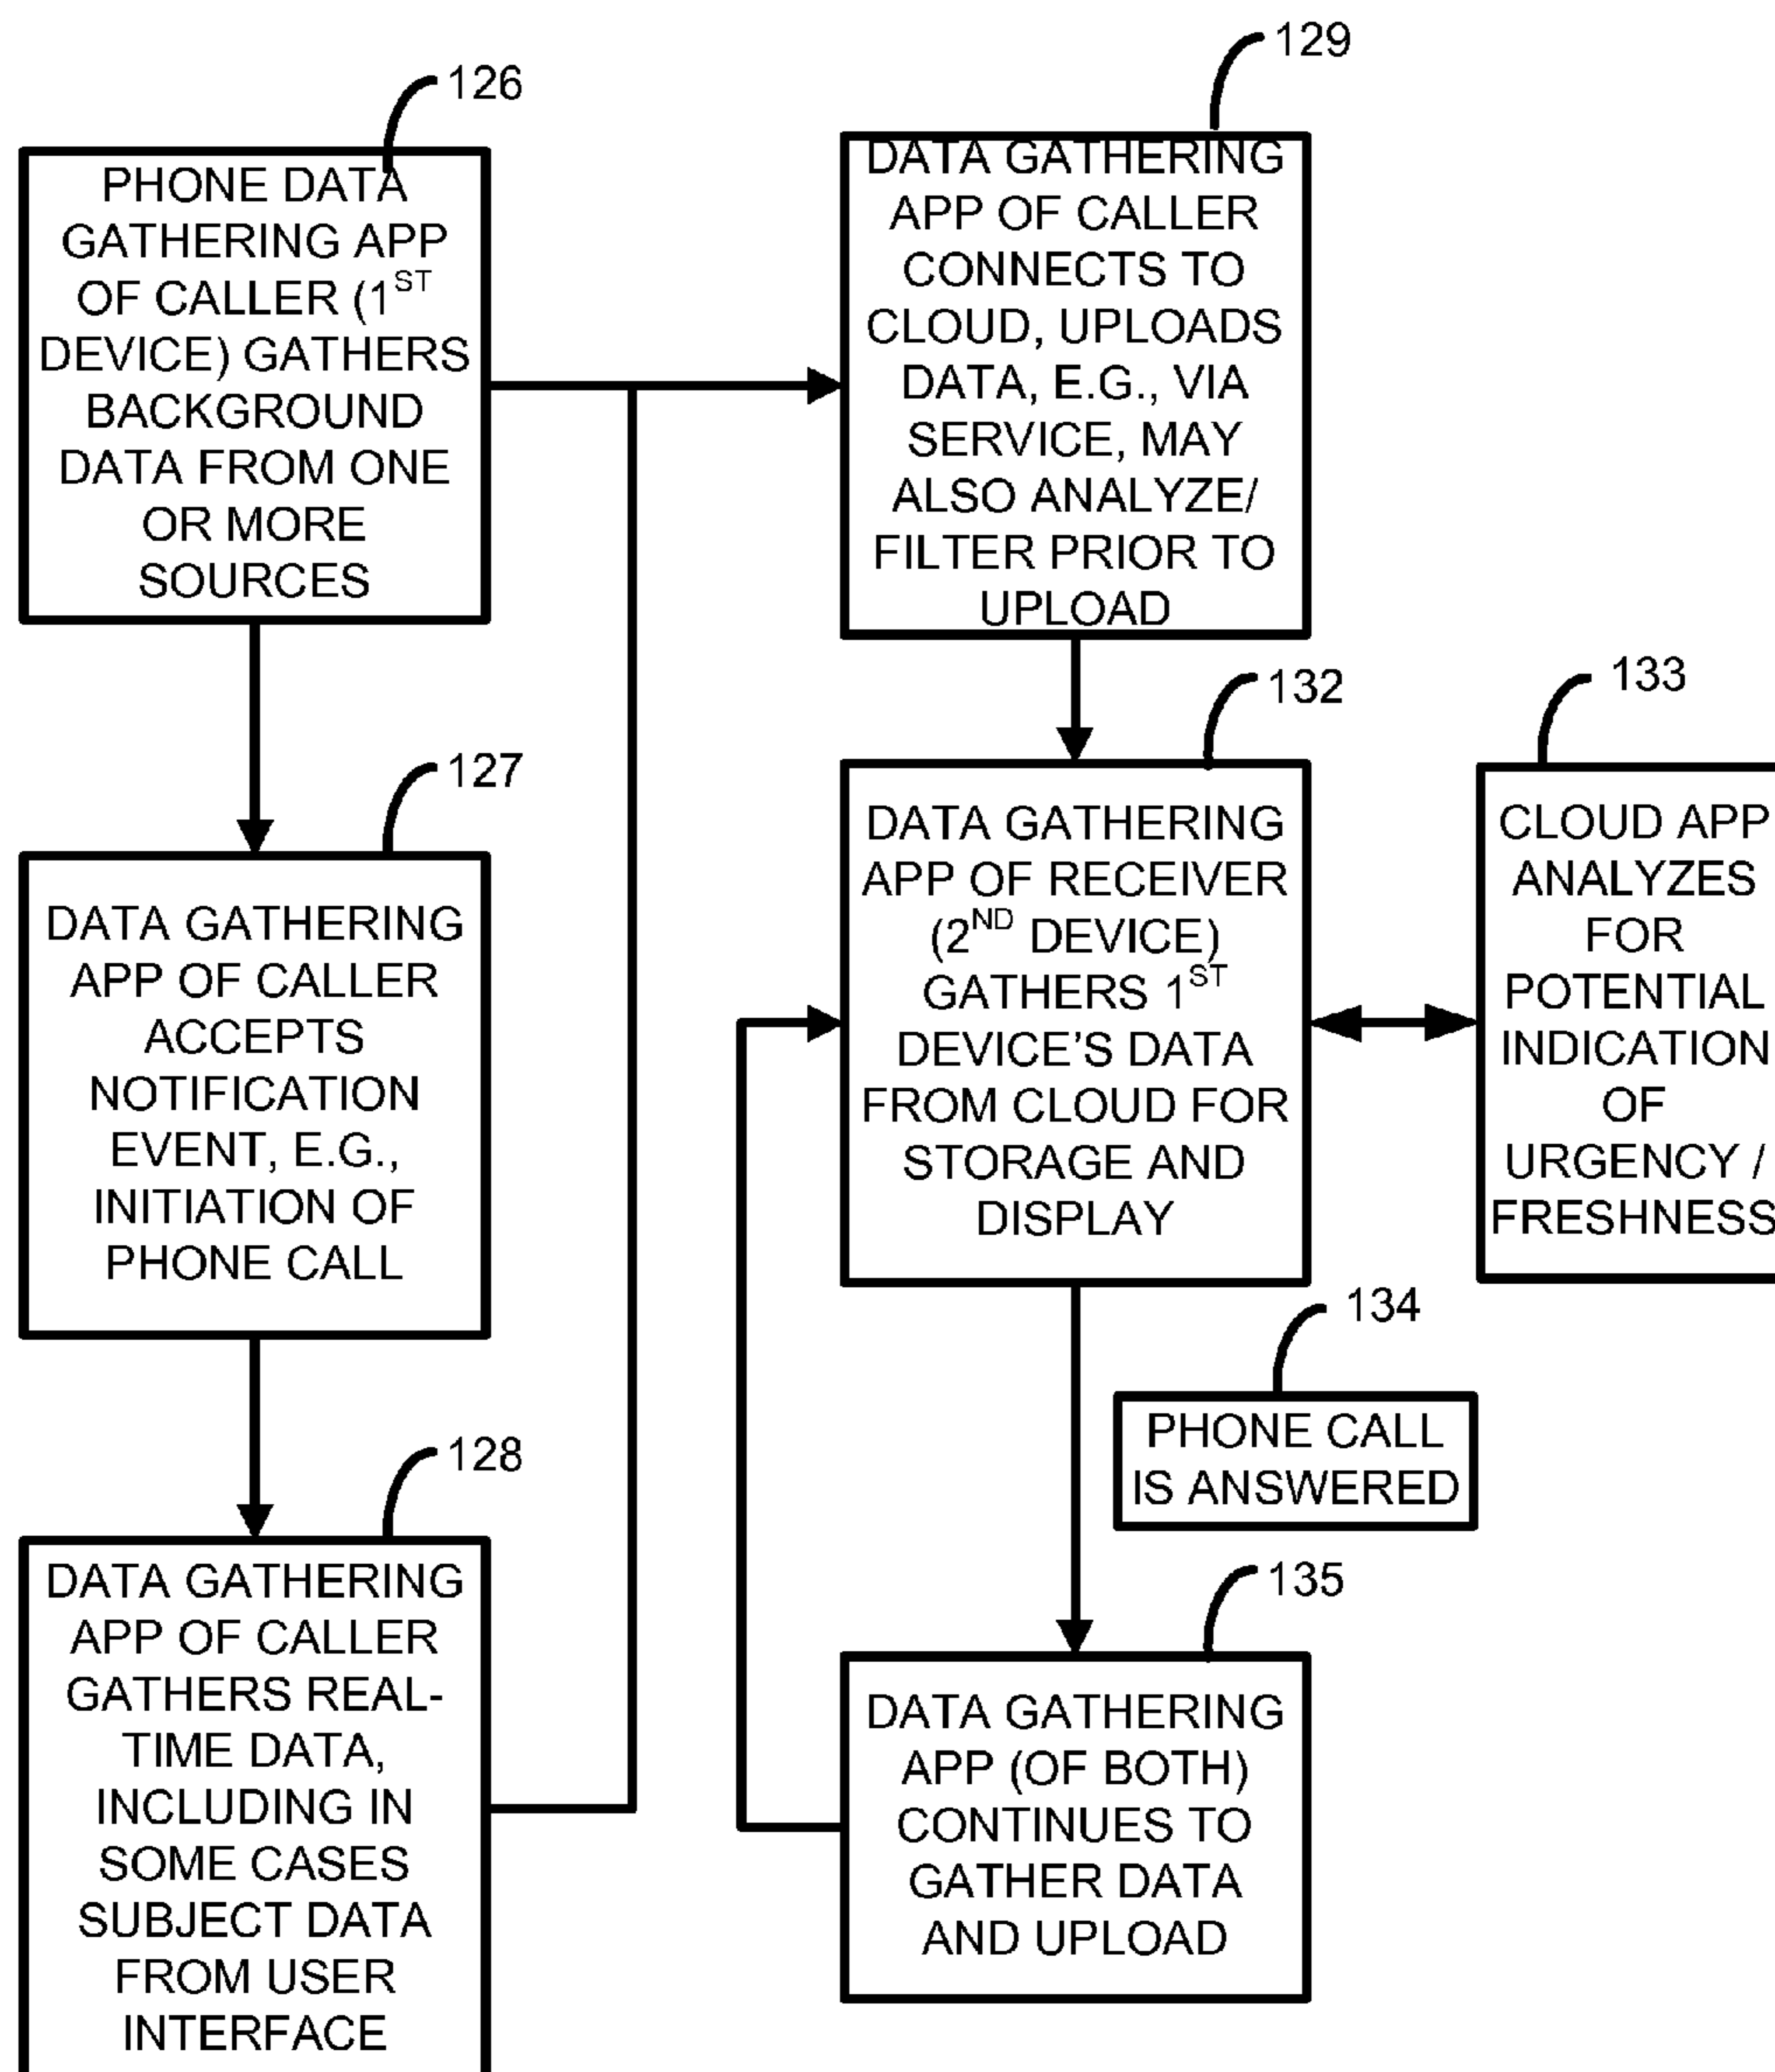 126
PHONE DATA
GATHERING APP
OF CALLER (1ST
DEVICE) GATHERS
BACKGROUND
DATA FROM ONE
OR MORE
SOURCES
127
DATA GATHERING
APP OF CALLER
ACCEPTS
NOTIFICATION
EVENT, E.G.,
INITIATION OF
PHONE CALL
128
DATA GATHERING
APP OF CALLER
GATHERS REAL-
TIME DATA,
INCLUDING IN
SOME CASES
SUBJECT DATA
FROM USER
INTERFACE
129
DATA GATHERING
APP OF CALLER
CONNECTS TO
CLOUD, UPLOADS
DATA, E.G., VIA
SERVICE, MAY
ALSO ANALYZE/
FILTER PRIOR TO
UPLOAD
132
DATA GATHERING
APP OF RECEIVER
(2ND DEVICE)
GATHERS 1ST
DEVICE'S DATA
FROM CLOUD FOR
STORAGE AND
DISPLAY
133
CLOUD APP
ANALYZES
FOR
POTENTIAL
INDICATION
OF
URGENCY /
FRESHNESS
134
PHONE CALL
IS ANSWERED
135
DATA GATHERING
APP (OF BOTH)
CONTINUES TO
GATHER DATA
AND UPLOAD